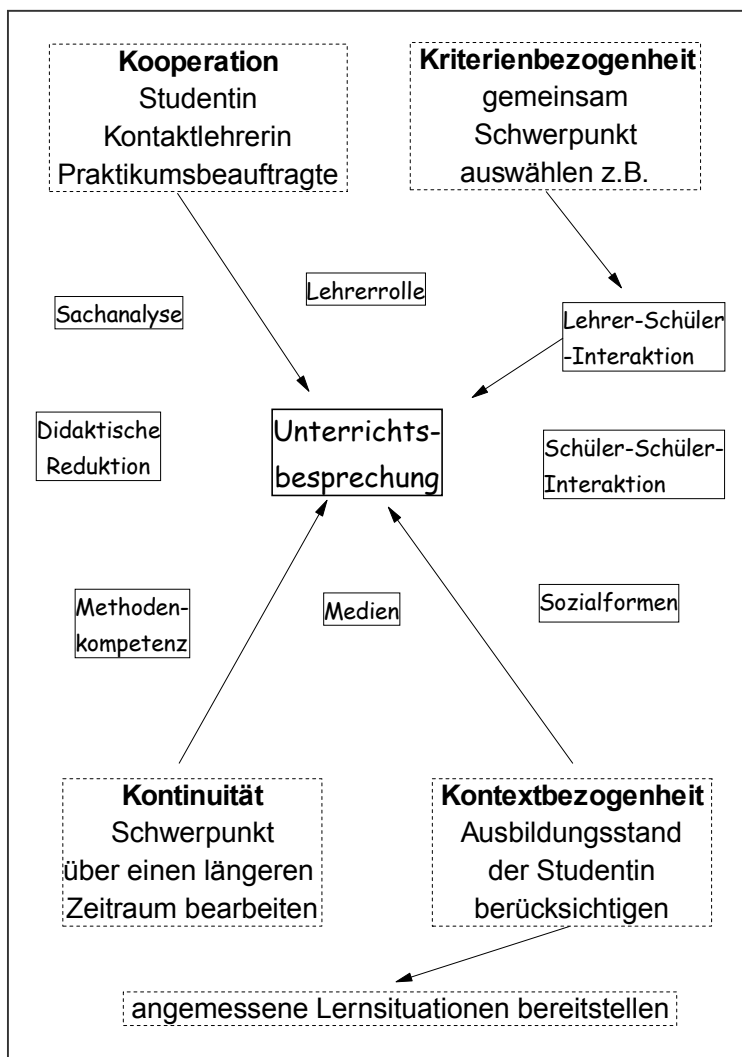 Kooperation
Studentin
Kontaktlehrerin
Praktikumsbeauftragte
Kriterienbezogenheit
gemeinsam
Schwerpunkt
auswählen z.B.
Lehrerrolle
Sachanalyse
Lehrer-Schüler
-Interaktion
Didaktische
Reduktion
Unterrichts-
besprechung
Schüler-Schüler-
Interaktion
Methoden-
kompetenz
Medien
Sozialformen
Kontinuität
Schwerpunkt
über einen längeren
Zeitraum bearbeiten
Kontextbezogenheit
Ausbildungsstand
der Studentin
berücksichtigen
angemessene Lernsituationen bereitstellen